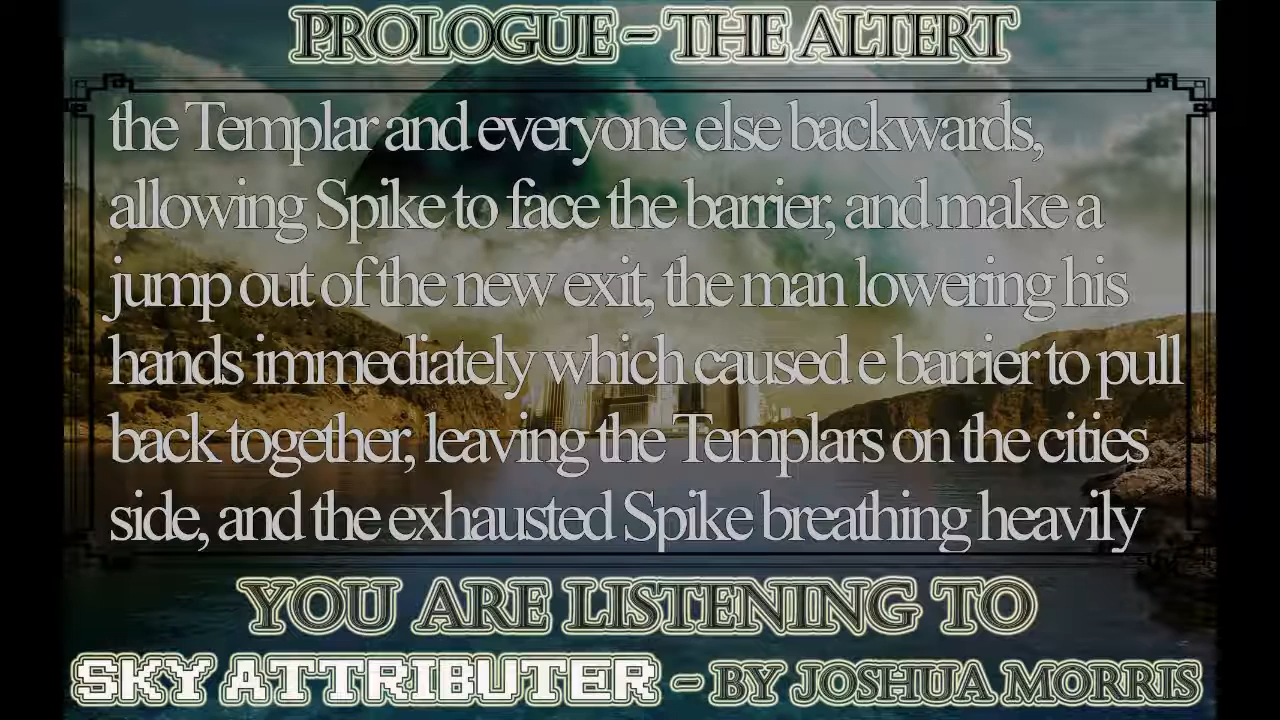 PROLOGUE - THE ALTERT
the Templar and everyone else backwards,
allowing Spike to face the barrier, and make a
jump out of the new exit, the man lowering his
hands immediately which caused e barrier to pull
back together, leaving the Templars on the cities
side, and the exhausted Spike breathing heavily
YOU ARE LISTENING TO
SKY ATTRIBUTER - BY JOSHUA MORRIS